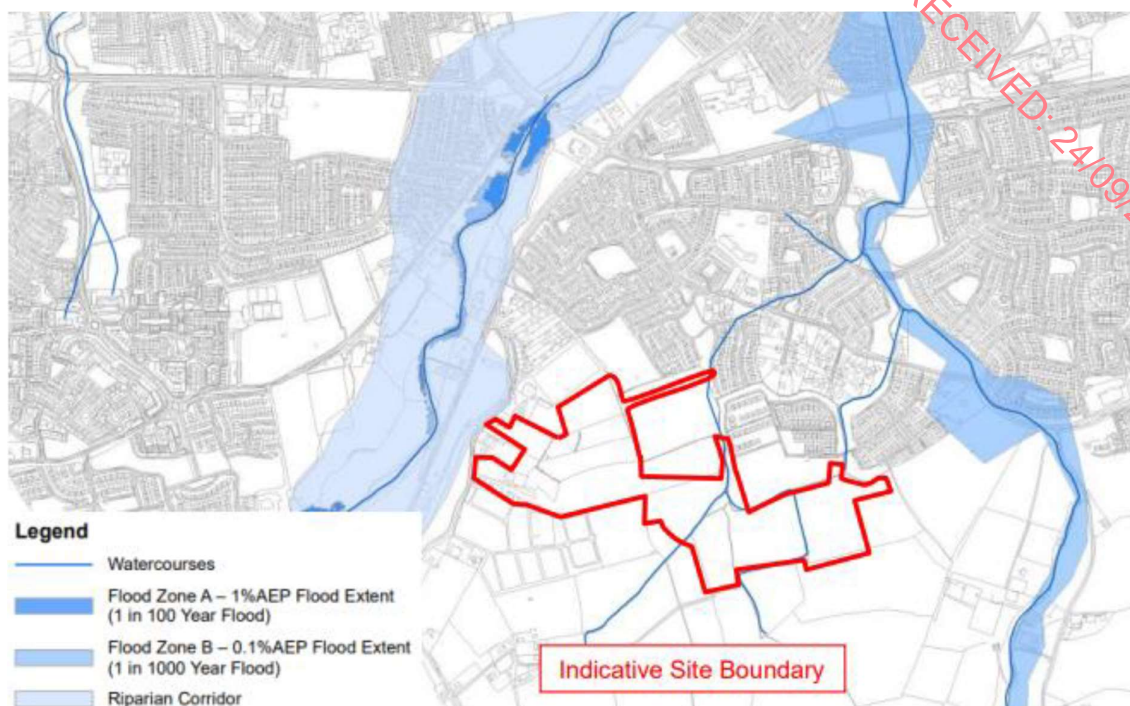 RECEIVED: 24/09/2
Legend
Watercourses
Flood Zone A – 1%AEP Flood Extent
(1 in 100 Year Flood)
Flood Zone B – 0.1%AEP Flood Extent
(1 in 1000 Year Flood)
Riparian Corridor
Indicative Site Boundary